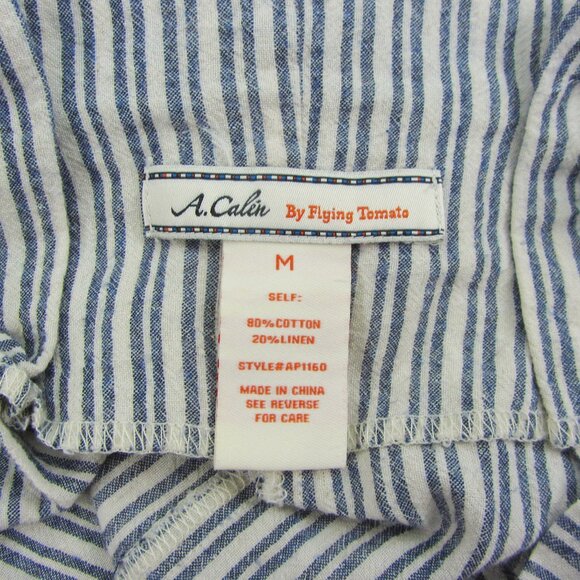 A.Calin By Flying Tomato
M
SELF:
80%COTTON
20%LINEN
STYLE#AP1160
MADE IN CHINA
SEE REVERSE
FOR CARE